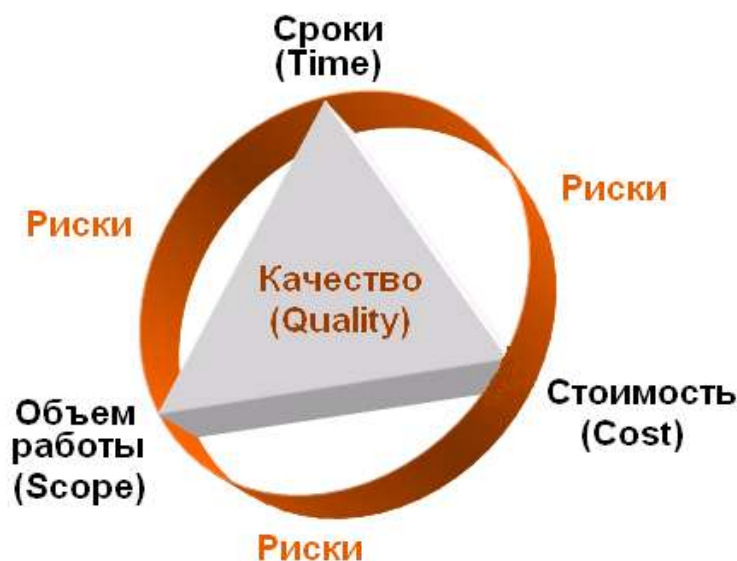 Сроки
(Time)
Риски
Риски
Качество
(Quality)
Объем
работы
(Scope)
Стоимость
(Cost)
Риски